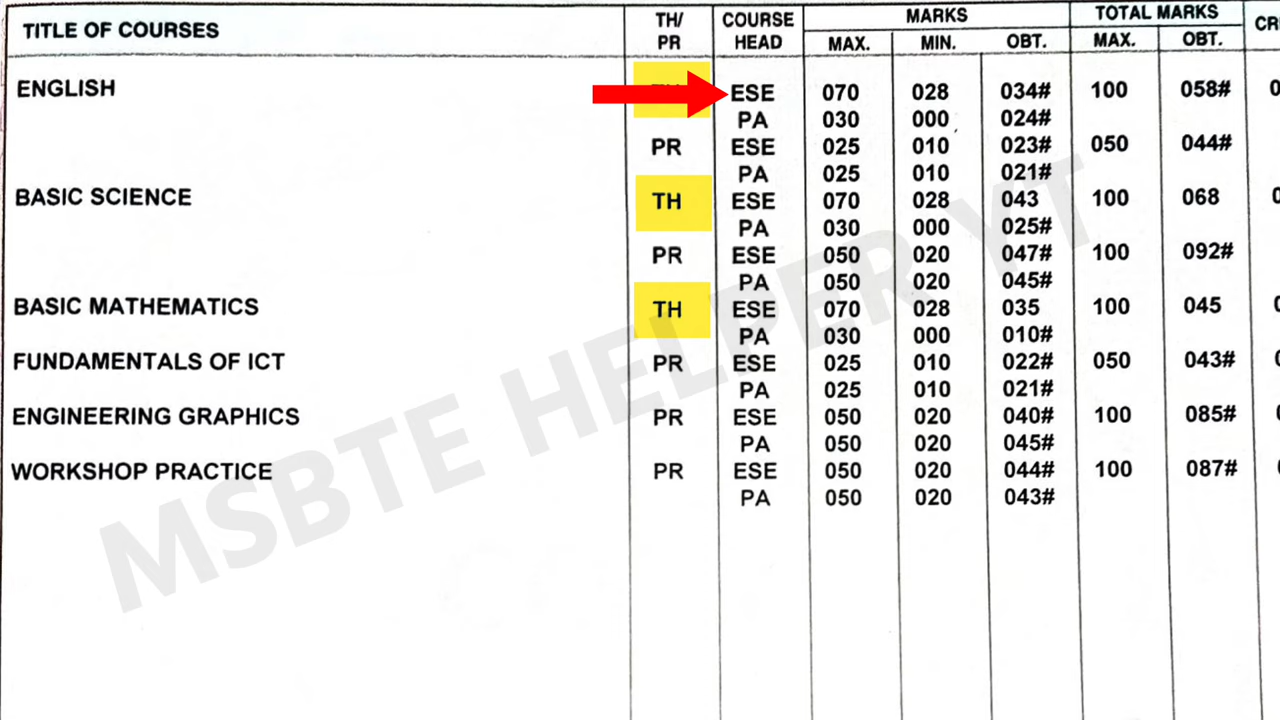 TITLE OF COURSES TH/ PR COURSE HEAD MARKS TOTAL MARKS
MAX. MIN. OBT. MAX. OBT.
ENGLISH ESE 070 028 034# 100 058#
PA 030 000 024#
PR ESE 025 010 023# 050 044#
PA 025 010 021#
BASIC SCIENCE TH ESE 070 028 043 100 068
PA 030 000 025#
PR ESE 050 020 047# 100 092#
PA 050 020 045#
BASIC MATHEMATICS TH ESE 070 028 035 100 045
PA 030 000 010#
FUNDAMENTALS OF ICT PR ESE 025 010 022# 050 043#
PA 025 010 021#
ENGINEERING GRAPHICS PR ESE 050 020 040# 100 085#
PA 050 020 045#
WORKSHOP PRACTICE PR ESE 050 020 044# 100 087#
PA 050 020 043#
MSBTE HELPER YT